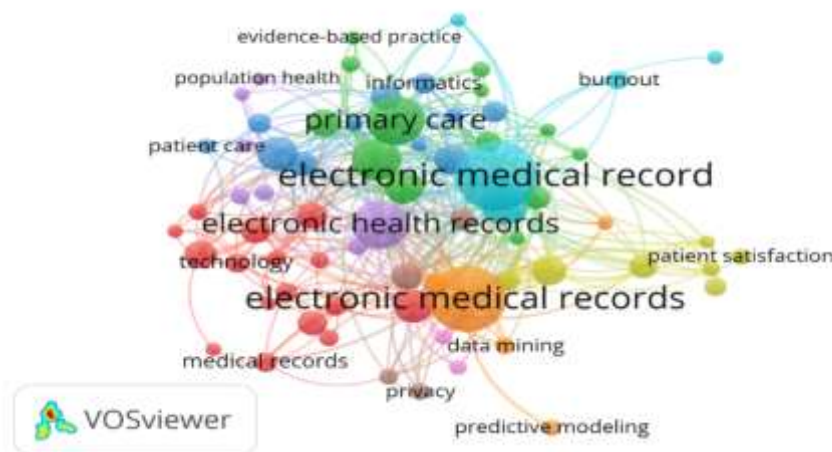 evidence-based practice
population health
informatics
burnout
primary care
patient care
electronic medical record
electronic health records
technology
patient satisfaction
electronic medical records
data mining
medical records
privacy
predictive modeling
VOSviewer